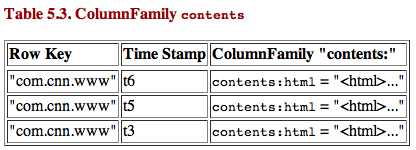 Table 5.3. ColumnFamily contents
Row Key Time Stamp ColumnFamily "contents:"
"com.cnn.www" t6 contents:html = "<html>..."
"com.cnn.www" t5 contents:html = "<html>..."
"com.cnn.www" t3 contents:html = "<html>..."